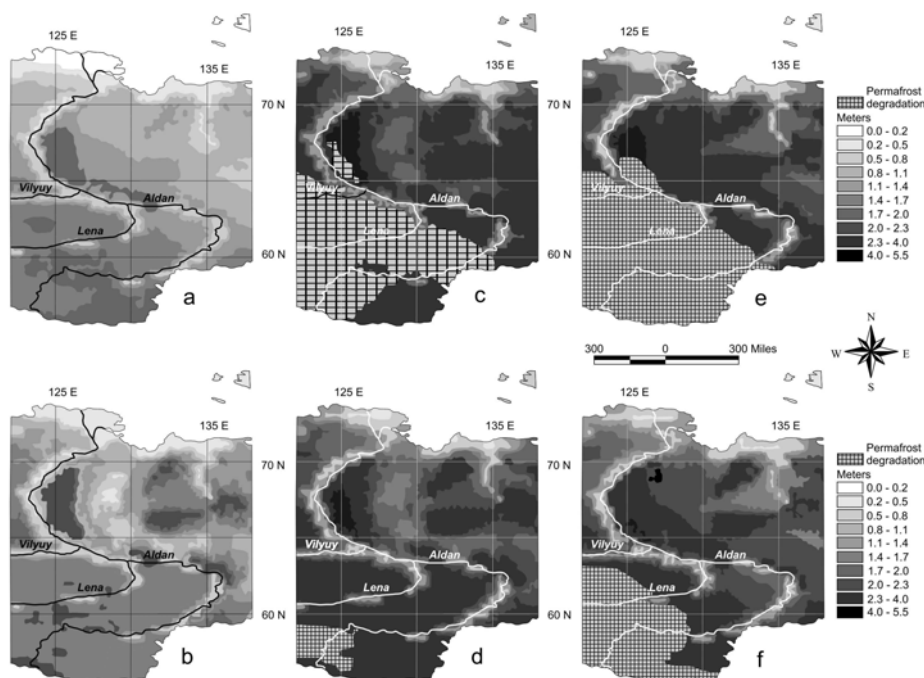 125 E
135 E
70 N
60 N
Vilyuy
Aldan
Lena
a
125 E
135 E
Vilyuy
Aldan
Lena
c
125 E
135 E
70 N
60 N
Vilyuy
Aldan
Lena
e
Permafrost
degradation
Meters
0.0 - 0.2
0.2 - 0.5
0.5 - 0.8
0.8 - 1.1
1.1 - 1.4
1.4 - 1.7
1.7 - 2.0
2.0 - 2.3
2.3 - 4.0
4.0 - 5.5
300 0 300 Miles
N
W E
S
125 E
135 E
70 N
60 N
Vilyuy
Aldan
Lena
b
125 E
135 E
Vilyuy
Aldan
Lena
d
125 E
135 E
70 N
60 N
Vilyuy
Aldan
Lena
f
Permafrost
degradation
Meters
0.0 - 0.2
0.2 - 0.5
0.5 - 0.8
0.8 - 1.1
1.1 - 1.4
1.4 - 1.7
1.7 - 2.0
2.0 - 2.3
2.3 - 4.0
4.0 - 5.5